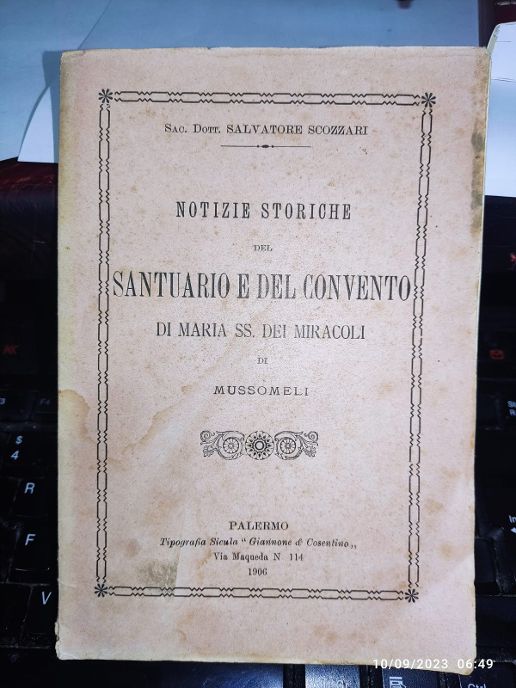 SAC. DOTT. SALVATORE SCOZZARI
NOTIZIE STORICHE
DEL
SANTUARIO E DEL CONVENTO
DI MARIA SS. DEI MIRACOLI
DI
MUSSOMELI
PALERMO
Tipografia Sicula "Giannone & Cosentino„
Via Maqueda N 114
1906
$
4
R
F
V
10/09/2023 06:49